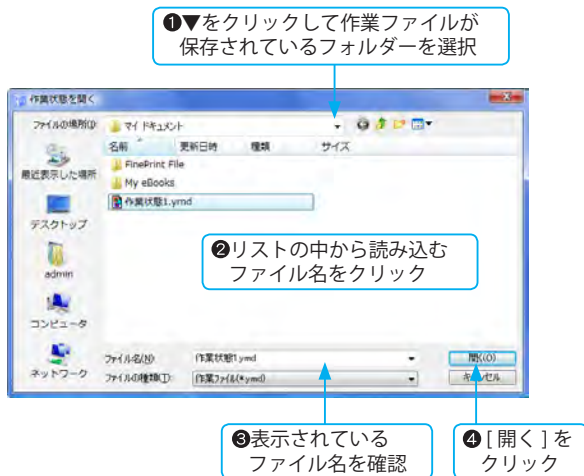 ❶▼をクリックして作業ファイルが
保存されているフォルダーを選択
作業状態を開く
ファイルの場所(I):
マイ ドキュメント
名前 更新日時 種類 サイズ
FinePrint File
My eBooks
作業状態1.ymd
最近表示した場所
デスクトップ
admin
コンピュータ
ネットワーク
❷リストの中から読み込む
ファイル名をクリック
ファイル名(N): 作業状態1.ymd 開く(O)
ファイルの種類(T): 作業ファイル(*.ymd) キャンセル
❸表示されている
ファイル名を確認
❹[ 開く ] を
クリック